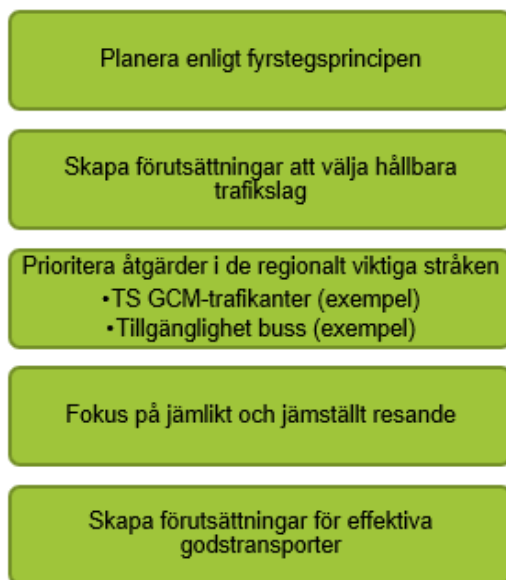 Planera enligt fyrstegsprincipen
Skapa förutsättningar att välja hållbara
trafikslag
Prioritera åtgärder i de regionalt viktiga stråken
•TS GCM-trafikanter (exempel)
•Tillgänglighet buss (exempel)
Fokus på jämlikt och jämställt resande
Skapa förutsättningar för effektiva
godstransporter